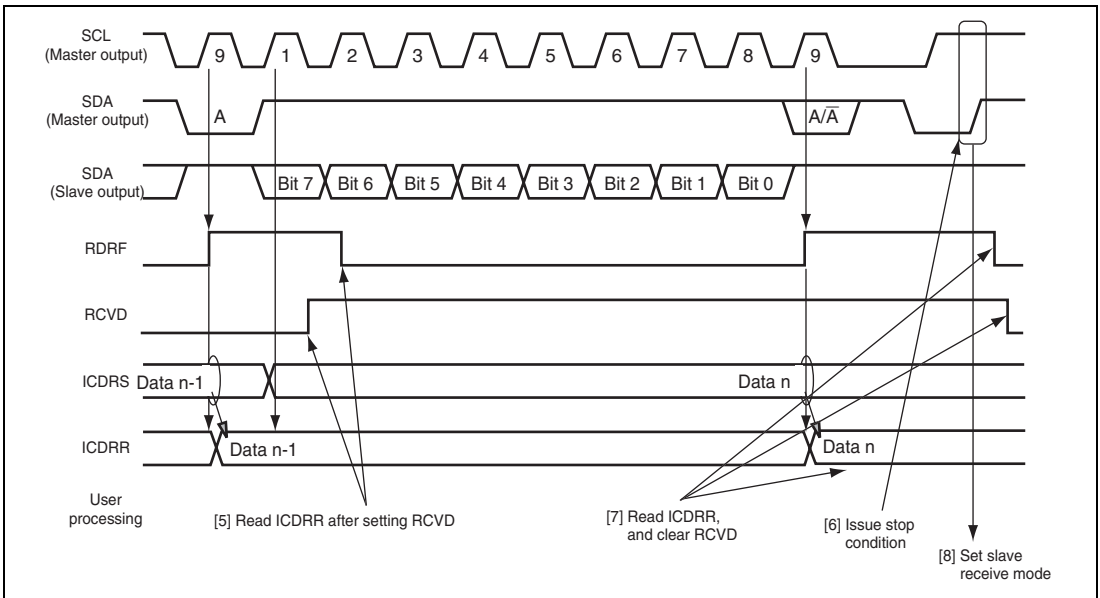 SCL
(Master output)
9 1 2 3 4 5 6 7 8 9
SDA
(Master output)
A A/A̅
SDA
(Slave output)
Bit 7 Bit 6 Bit 5 Bit 4 Bit 3 Bit 2 Bit 1 Bit 0
RDRF
RCVD
ICDRS Data n-1 Data n
ICDRR Data n-1 Data n
User
processing
[5] Read ICDRR after setting RCVD
[7] Read ICDRR,
and clear RCVD
[6] Issue stop
condition
[8] Set slave
receive mode